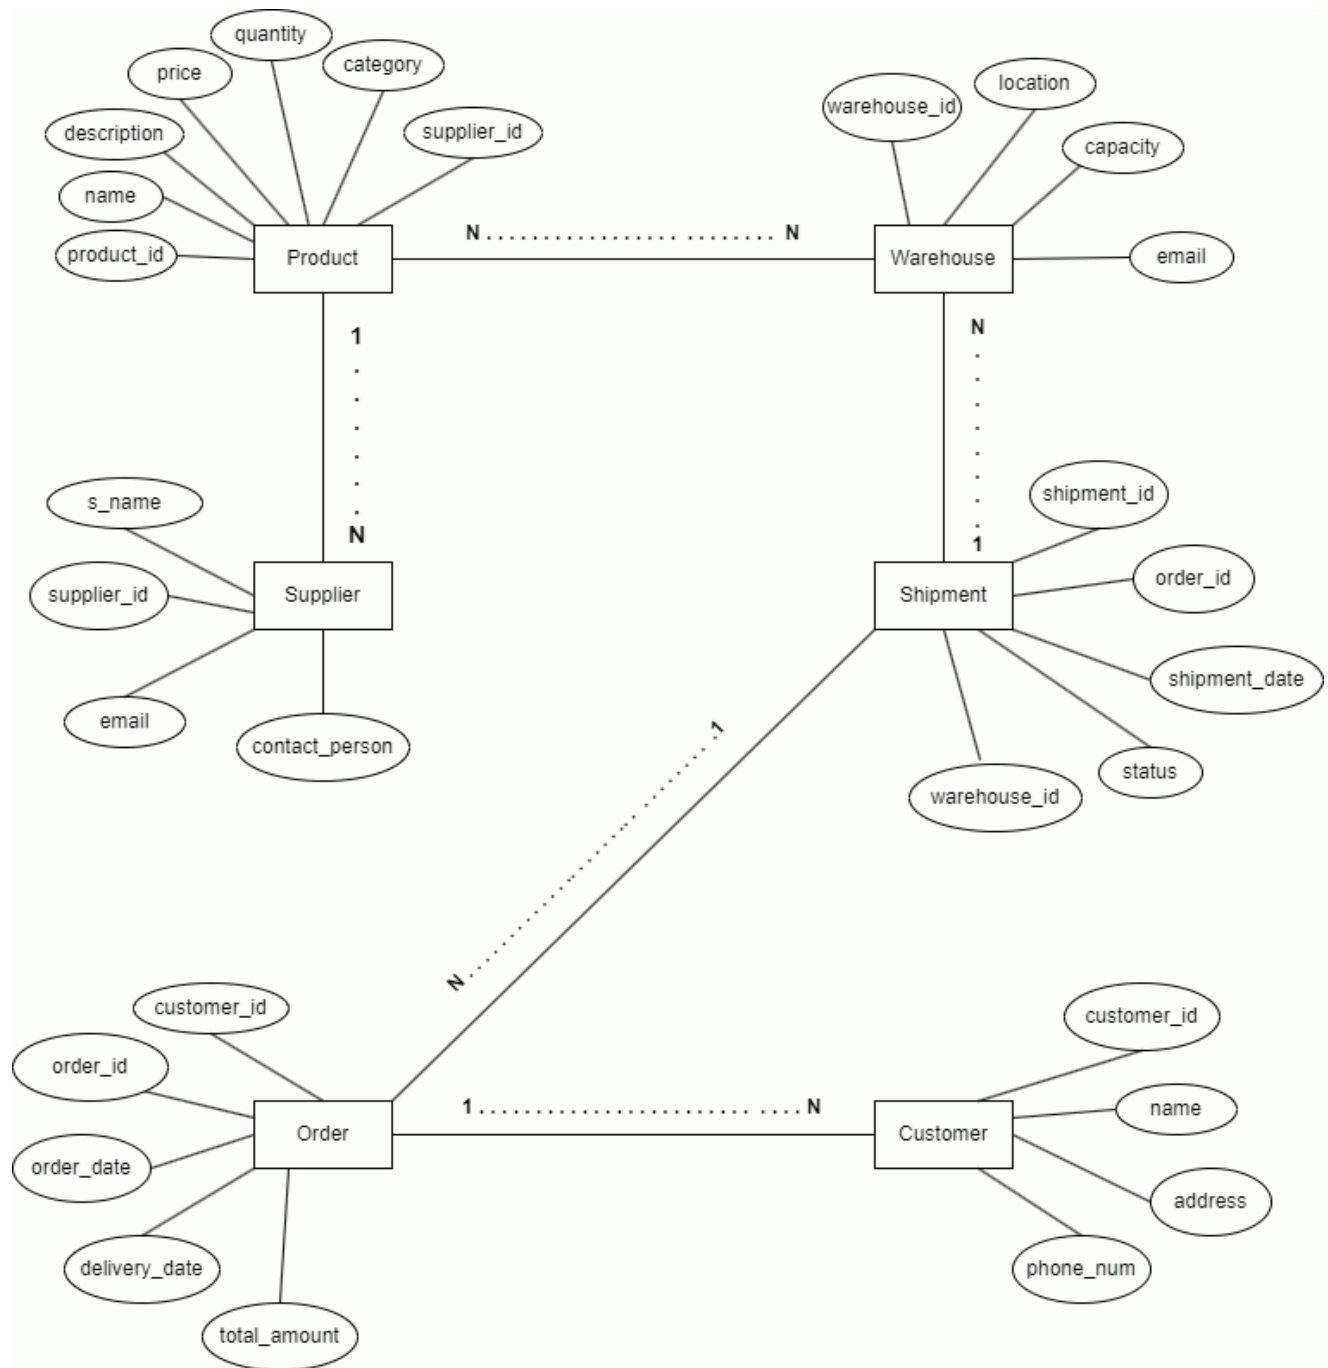 quantity
price
category
location
warehouse_id
description
supplier_id
capacity
name
N
N
product_id
Product
Warehouse
email
1
N
s_name
shipment_id
N
1
order_id
supplier_id
Supplier
Shipment
shipment_date
email
1
contact_person
status
warehouse_id
N
customer_id
customer_id
order_id
1
N
name
Order
Customer
order_date
address
delivery_date
phone_num
total_amount